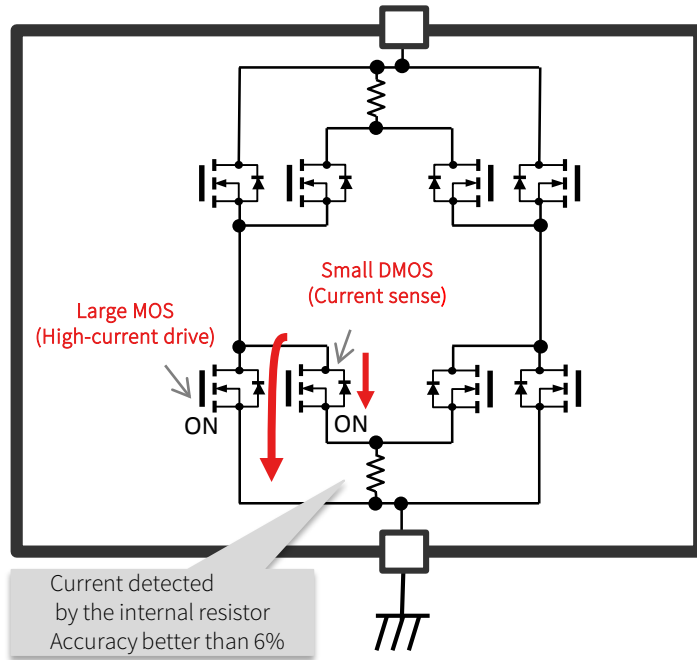 Small DMOS
(Current sense)
Large MOS
(High-current drive)
ON
ON
Current detected
by the internal resistor
Accuracy better than 6%